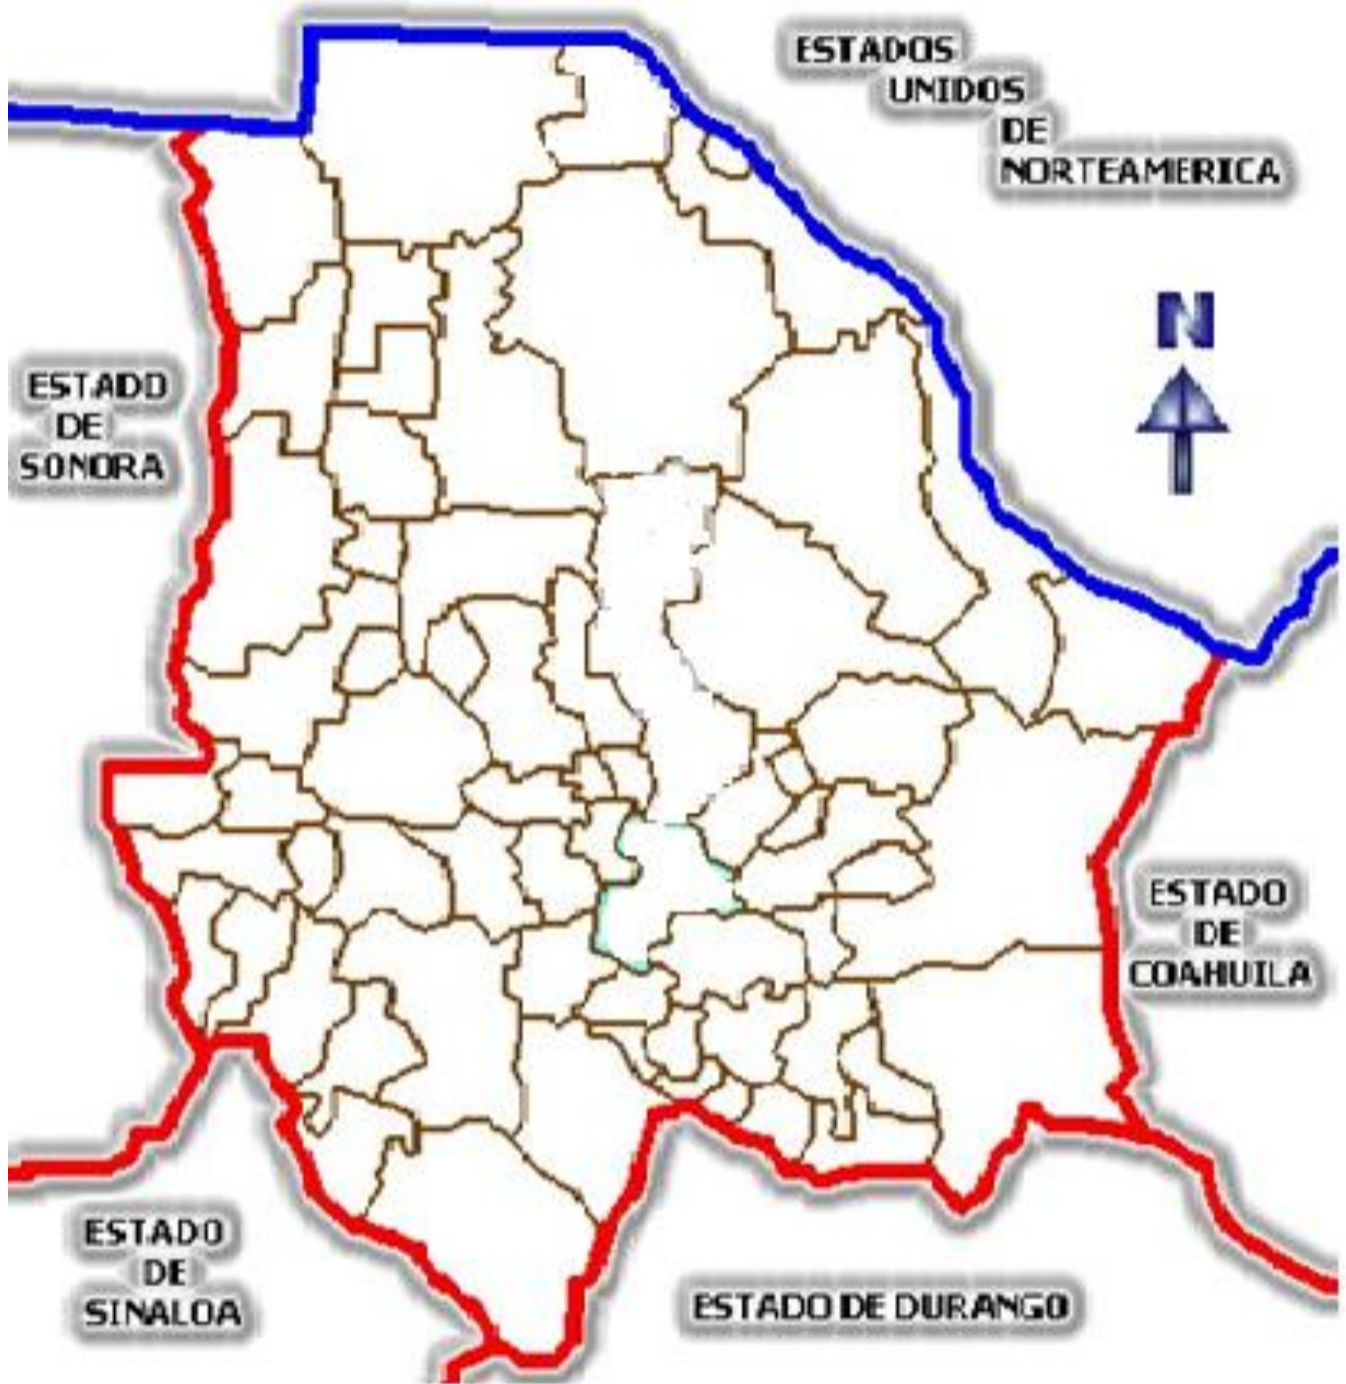 ESTADOS
UNIDOS
DE
NORTEAMERICA
N
ESTADO
DE
SONORA
ESTADO
DE
COAHUILA
ESTADO
DE
SINALOA
ESTADO DE DURANGO